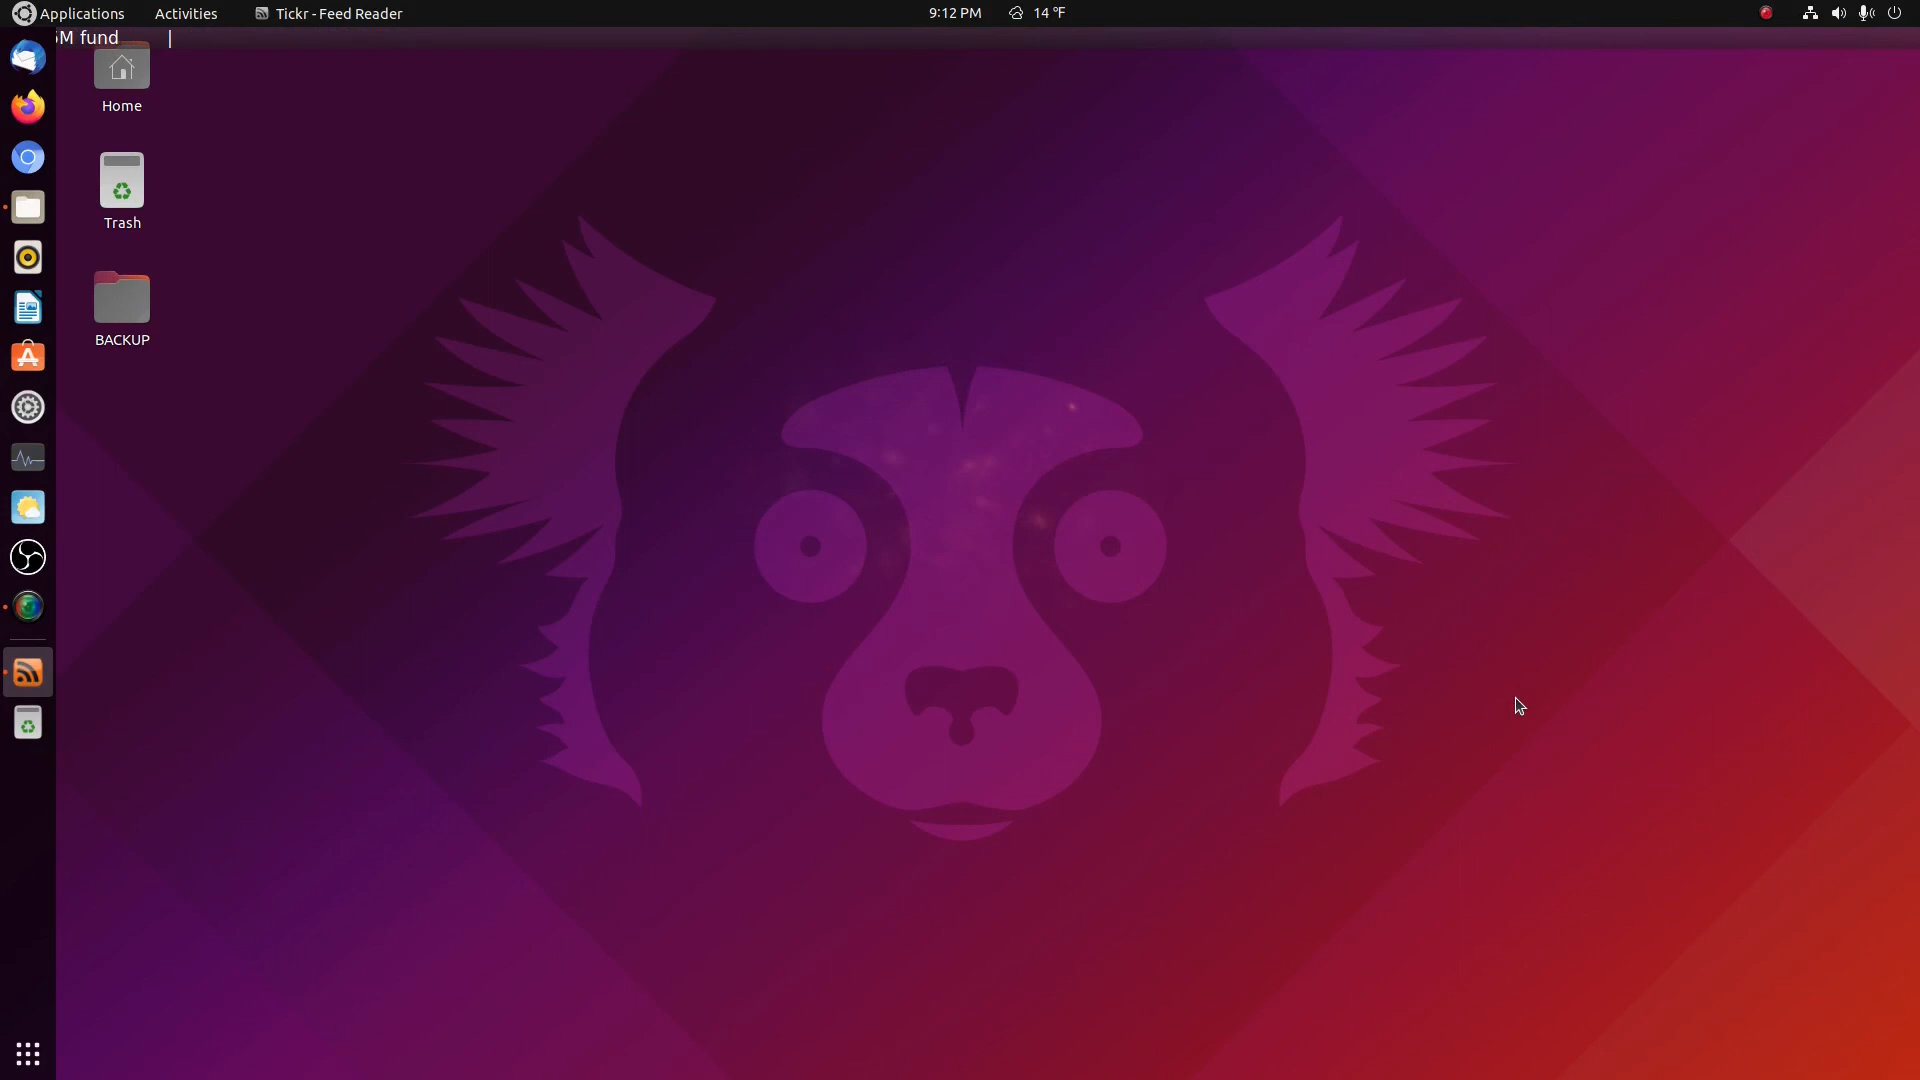 Applications Activities Tickr - Feed Reader 9:12 PM 14 °F
M fund |
Home
Trash
BACKUP